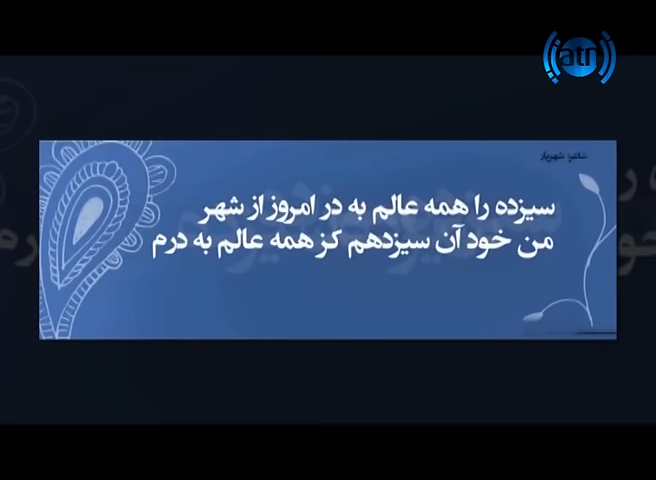 atn
شاعر: شهریار
سیزده را همه عالم به در امروز از شهر
من خود آن سیزدهم کز همه عالم به درم